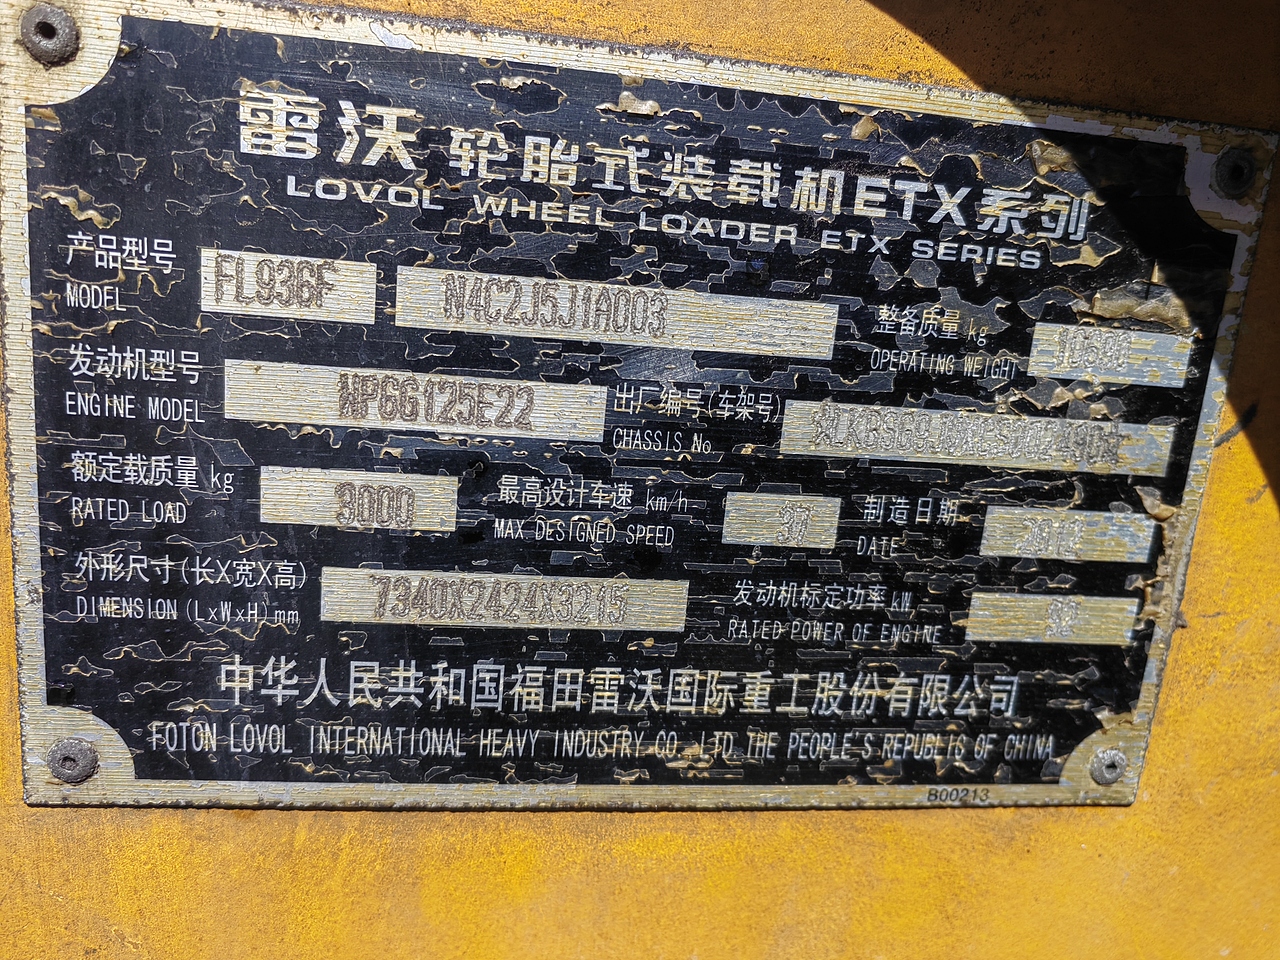 雷沃 轮胎式装载机ETX系列
LOVOL WHEEL LOADER ETX SERIES
产品型号 FL936F N4C2J5J1A003 整备质量 kg
MODEL OPERATING WEIGHT
发动机型号 WP6G125E22 出厂编号(车架号)
ENGINE MODEL CHASSIS No
额定载质量 kg 3000 最高设计车速 km/h 37 制造日期
RATED LOAD MAX DESIGNED SPEED DATE
外形尺寸(长X宽X高) 7340X2424X3215 发动机标定功率 kW 92
DIMENSION (LxWxH) mm RATED POWER OF ENGINE
中华人民共和国福田雷沃国际重工股份有限公司
FOTON LOVOL INTERNATIONAL HEAVY INDUSTRY CO.,LTD THE PEOPLE'S REPUBLIC OF CHINA
B00213